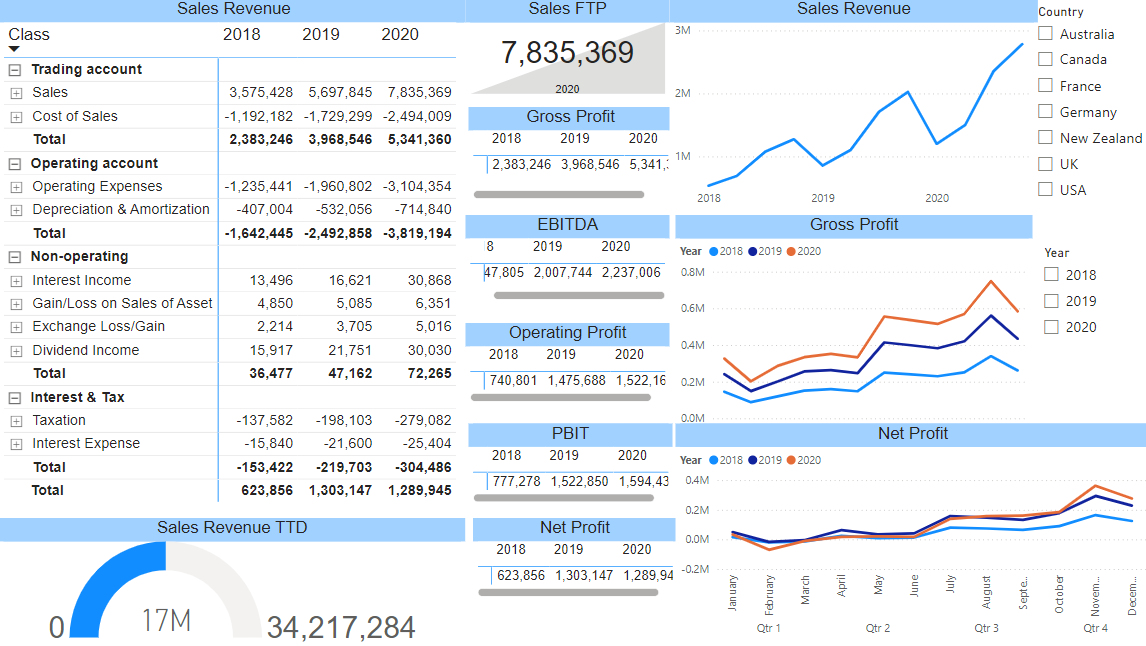 Sales Revenue
Class 2018 2019 2020
Trading account
Sales 3,575,428 5,697,845 7,835,369
Cost of Sales -1,192,182 -1,729,299 -2,494,009
Total 2,383,246 3,968,546 5,341,360
Operating account
Operating Expenses -1,235,441 -1,960,802 -3,104,354
Depreciation & Amortization -407,004 -532,056 -714,840
Total -1,642,445 -2,492,858 -3,819,194
Non-operating
Interest Income 13,496 16,621 30,868
Gain/Loss on Sales of Asset 4,850 5,085 6,351
Exchange Loss/Gain 2,214 3,705 5,016
Dividend Income 15,917 21,751 30,030
Total 36,477 47,162 72,265
Interest & Tax
Taxation -137,582 -198,103 -279,082
Interest Expense -15,840 -21,600 -25,404
Total -153,422 -219,703 -304,486
Total 623,856 1,303,147 1,289,945
Sales Revenue TTD
0 17M 34,217,284
Sales FTP
7,835,369
2020
Gross Profit
2018 2019 2020
2,383,246 3,968,546 5,341,
EBITDA
8 2019 2020
47,805 2,007,744 2,237,006
Operating Profit
2018 2019 2020
740,801 1,475,688 1,522,16
PBIT
2018 2019 2020
777,278 1,522,850 1,594,43
Net Profit
2018 2019 2020
623,856 1,303,147 1,289,94
Sales Revenue
3M
2M
1M
2018 2019 2020
Gross Profit
Year 2018 2019 2020
0.8M
0.6M
0.4M
0.2M
0.0M
Net Profit
Year 2018 2019 2020
0.4M
0.2M
0.0M
-0.2M
January February March April May June July August Septe... October Novem... Decem...
Qtr 1 Qtr 2 Qtr 3 Qtr 4
Country
Australia
Canada
France
Germany
New Zealand
UK
USA
Year
2018
2019
2020